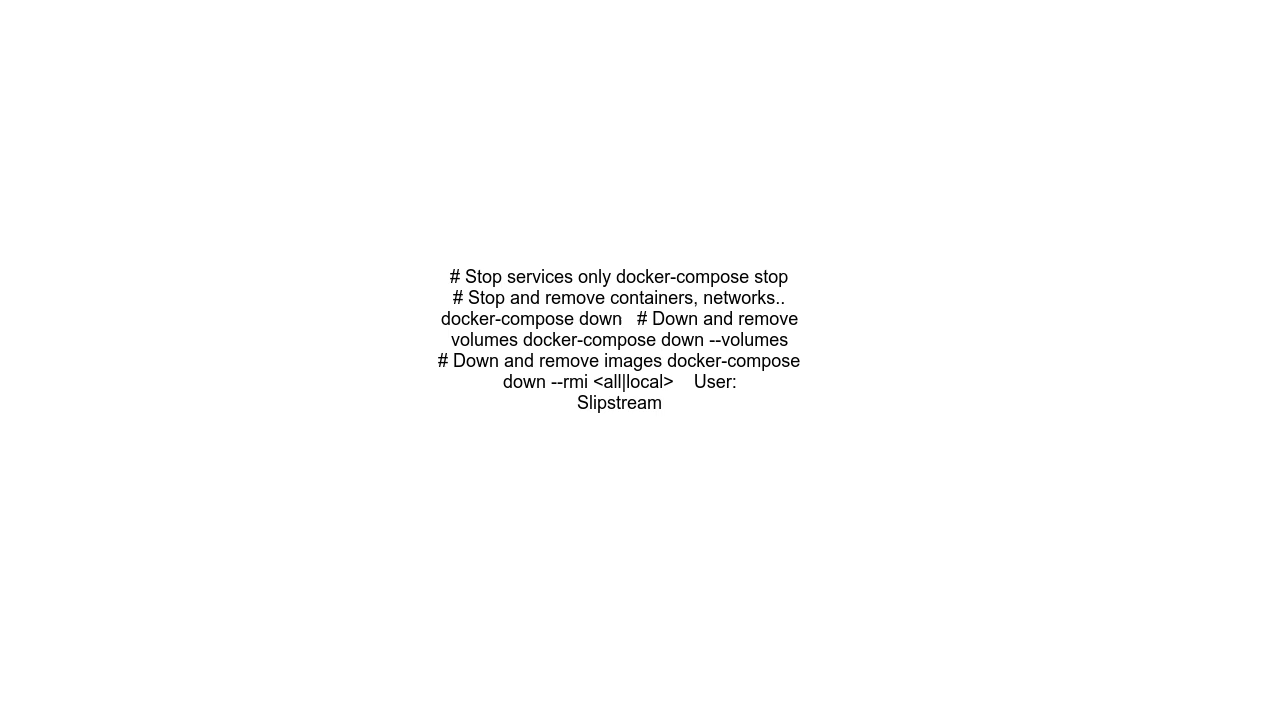 # Stop services only docker-compose stop
# Stop and remove containers, networks..
docker-compose down   # Down and remove
volumes docker-compose down --volumes
# Down and remove images docker-compose
down --rmi <all|local>    User:
Slipstream